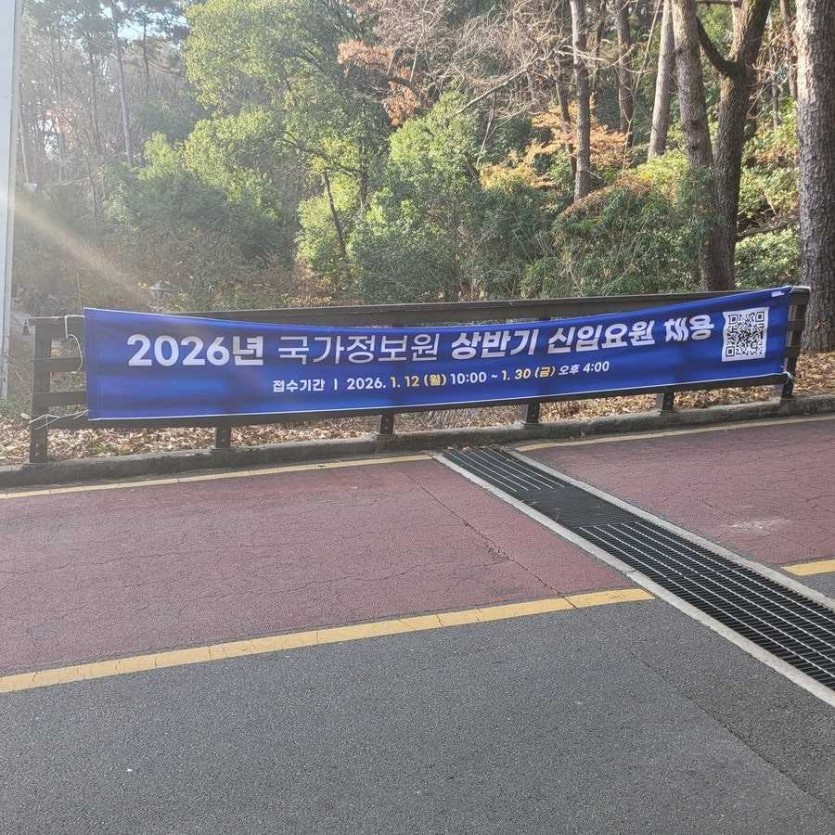 2026년 국가정보원 상반기 신입요원 채용
접수기간 | 2026. 1. 12 (월) 10:00 ~ 1. 30 (금) 오후 4:00